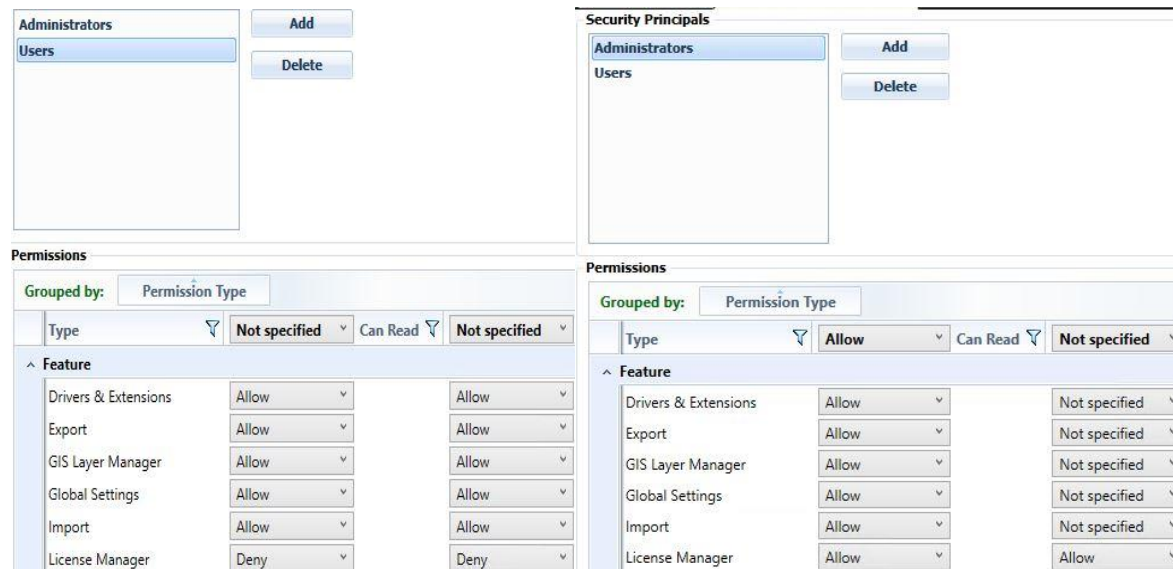 Administrators
Users
Add
Delete
Permissions
Grouped by: Permission Type
Type Not specified Can Read Not specified
Feature
Drivers & Extensions Allow Allow
Export Allow Allow
GIS Layer Manager Allow Allow
Global Settings Allow Allow
Import Allow Allow
License Manager Deny Deny
Security Principals
Administrators
Users
Add
Delete
Permissions
Grouped by: Permission Type
Type Allow Can Read Not specified
Feature
Drivers & Extensions Allow Not specified
Export Allow Not specified
GIS Layer Manager Allow Not specified
Global Settings Allow Not specified
Import Allow Not specified
License Manager Allow Allow